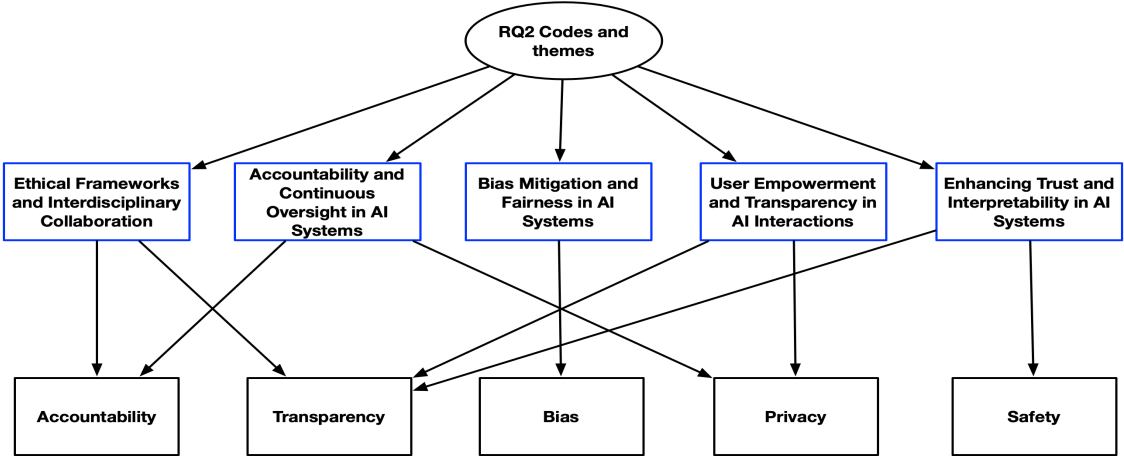 RQ2 Codes and
themes
Ethical Frameworks
and Interdisciplinary
Collaboration
Accountability and
Continuous
Oversight in AI
Systems
Bias Mitigation and
Fairness in AI
Systems
User Empowerment
and Transparency in
AI Interactions
Enhancing Trust and
Interpretability in AI
Systems
Accountability
Transparency
Bias
Privacy
Safety